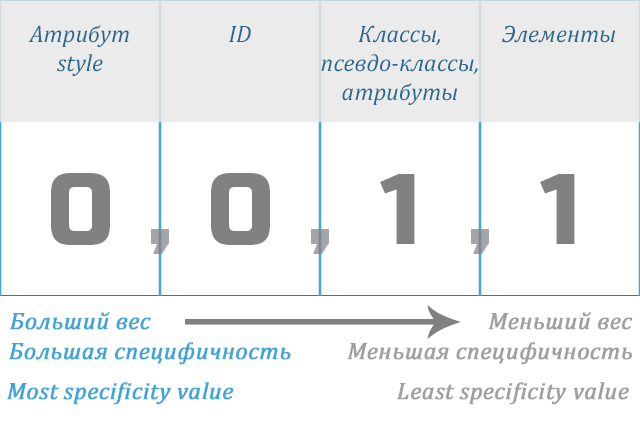 Атрибут
style
ID
Классы,
псевдо-классы,
атрибуты
Элементы
0, 0, 1, 1
Больший вес
Меньший вес
Большая специфичность
Меньшая специфичность
Most specificity value
Least specificity value